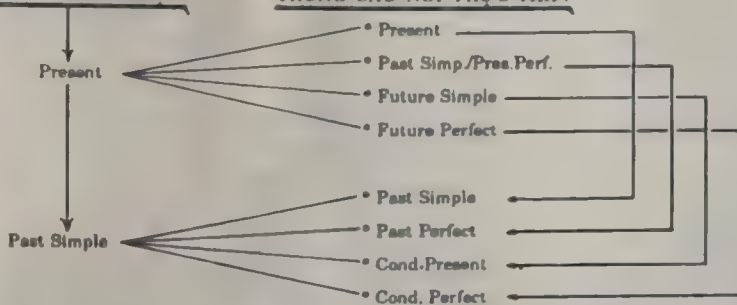 • Present
Present
• Past Simp./Pres.Perf.
• Future Simple
• Future Perfect
• Past Simple
Past Simple
• Past Perfect
• Cond.Present
• Cond. Perfect